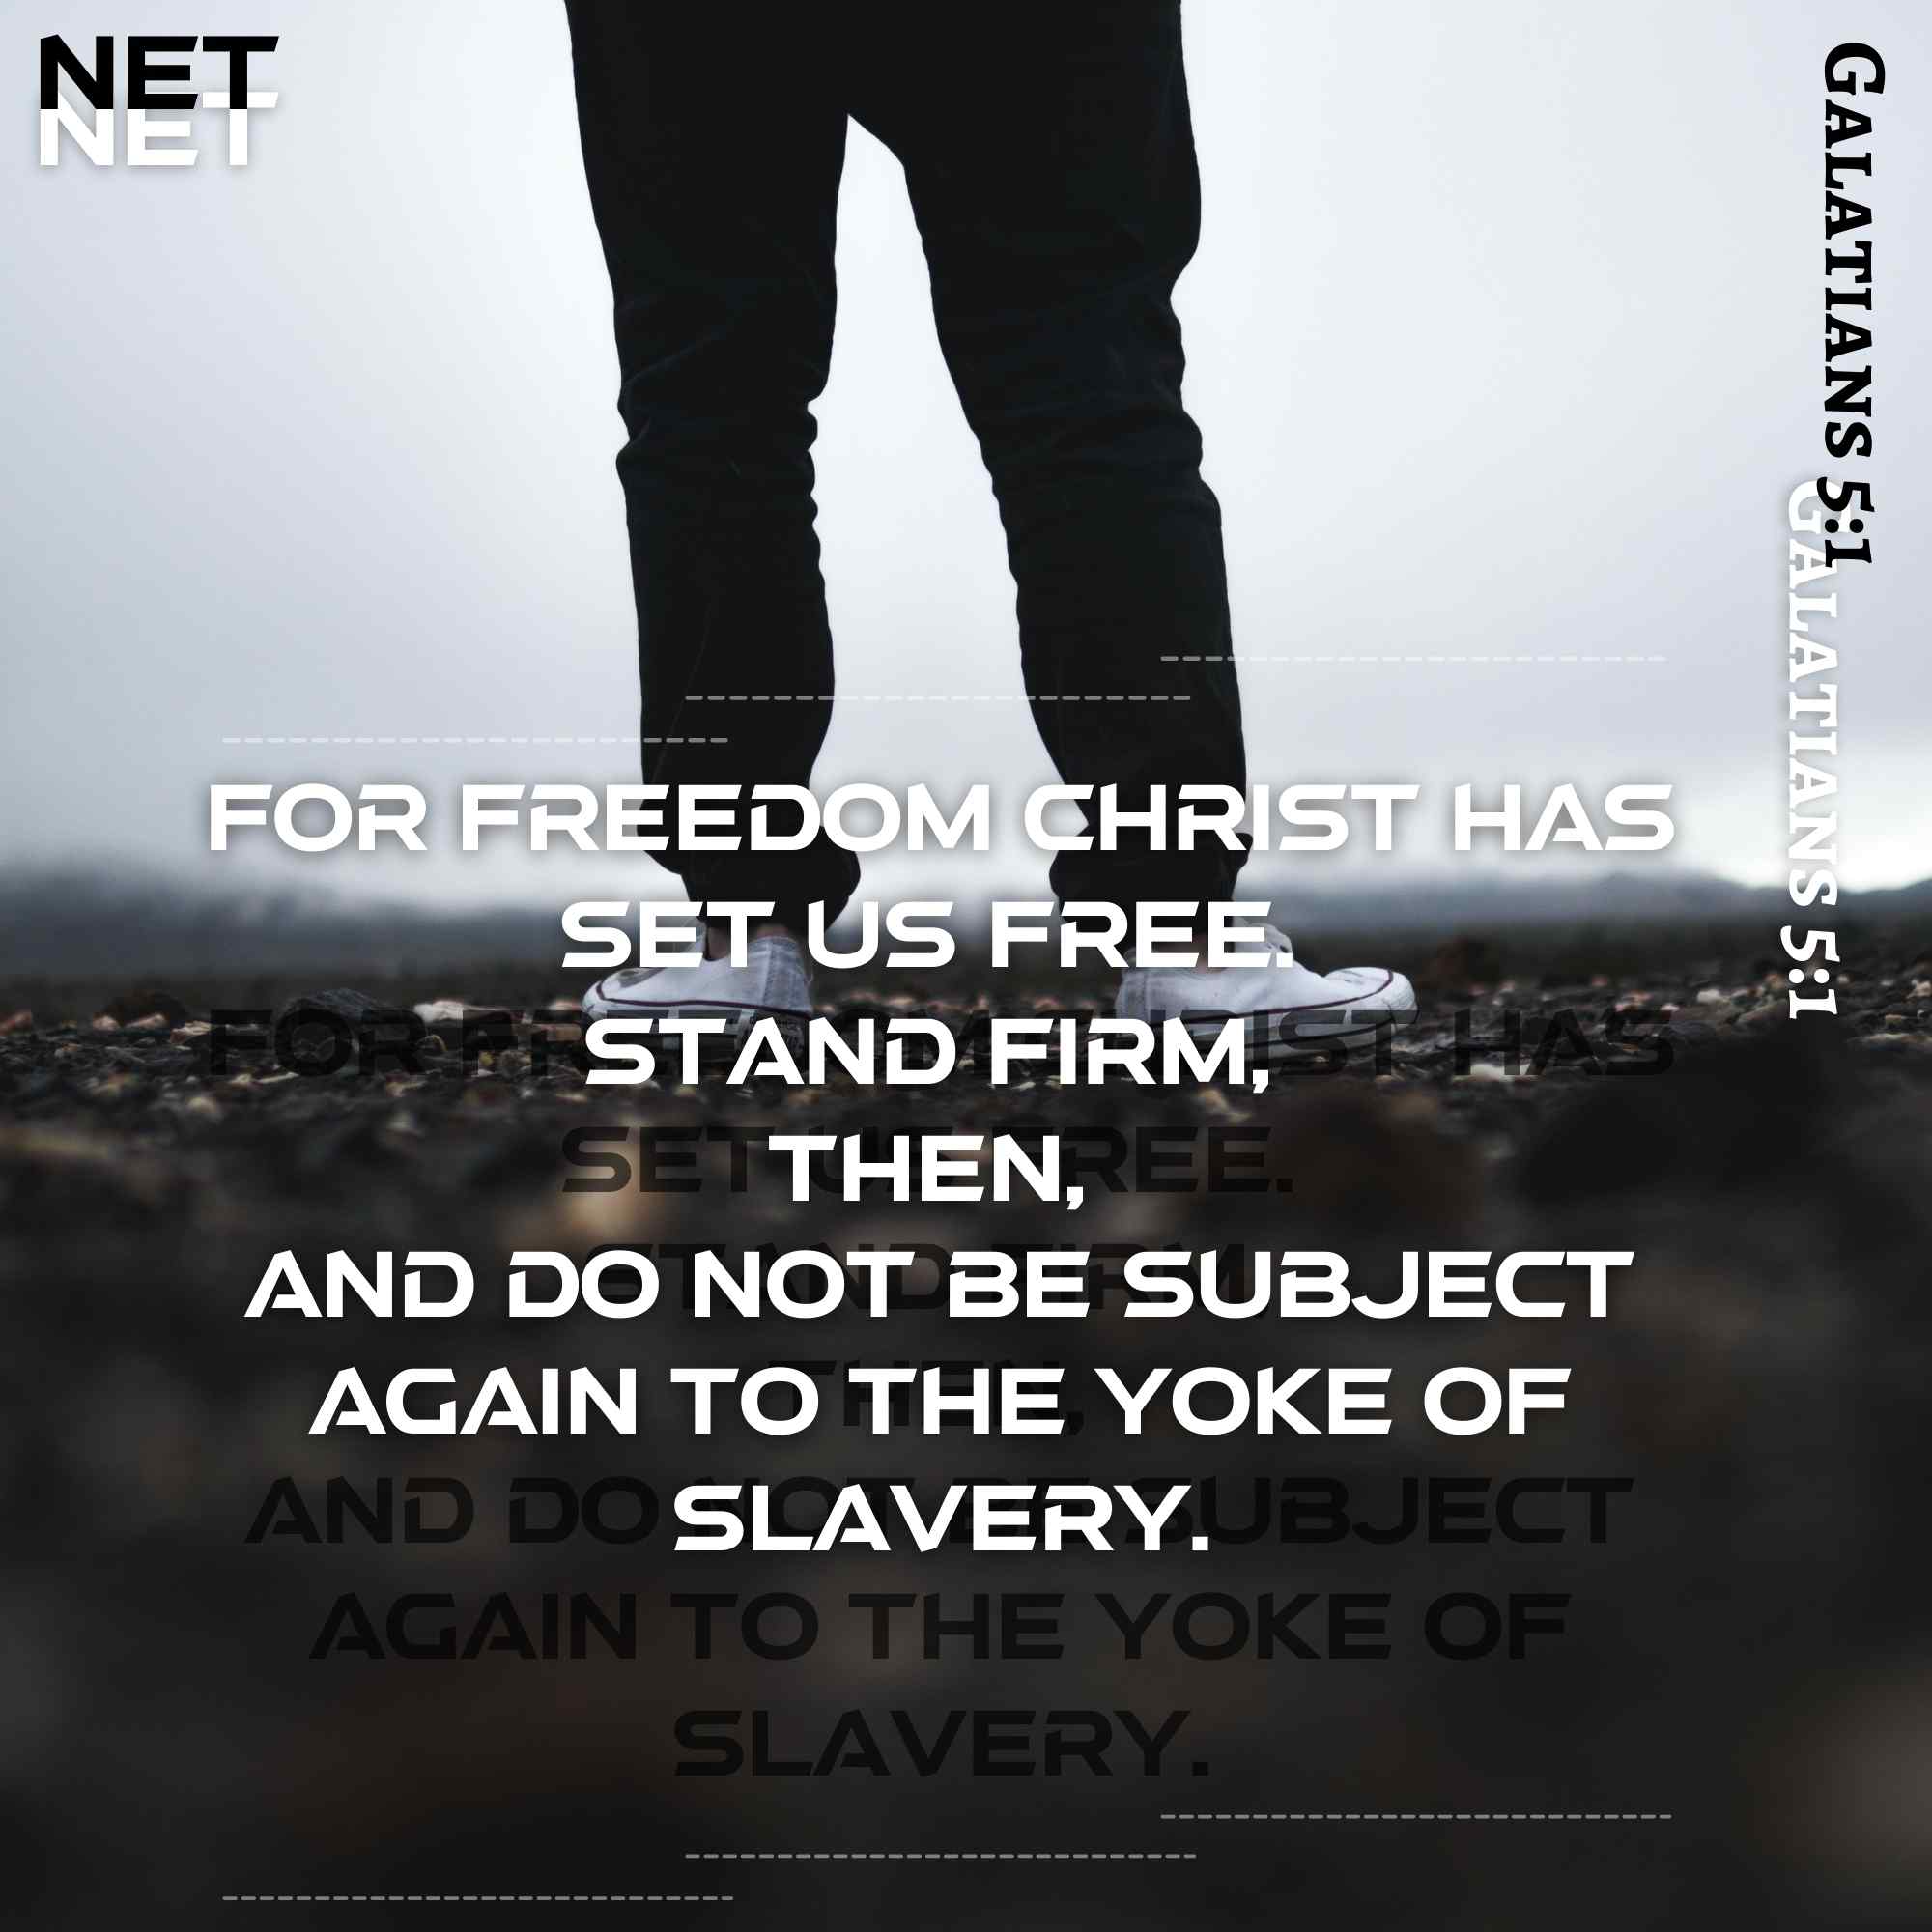 NET
NET
GALATIANS 5:1
GALATIANS 5:1
FOR FREEDOM CHRIST HAS
SET US FREE.
STAND FIRM,
THEN,
AND DO NOT BE SUBJECT
AGAIN TO THE YOKE OF
SLAVERY.
FOR FREEDOM CHRIST HAS
SET US FREE.
STAND FIRM,
THEN,
AND DO NOT BE SUBJECT
AGAIN TO THE YOKE OF
SLAVERY.